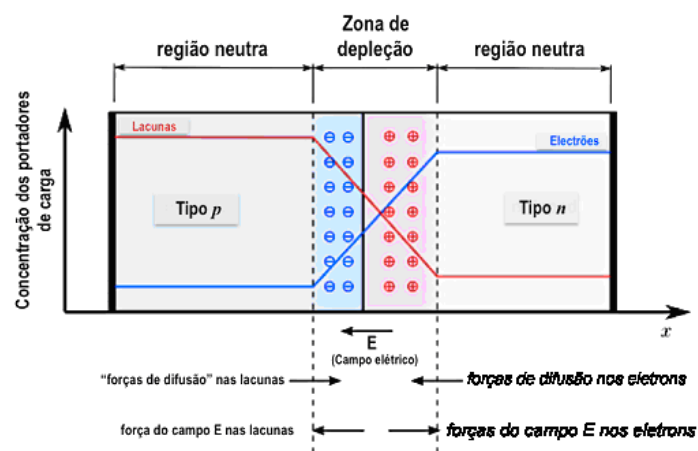 Zona de
depleção
região neutra
região neutra
Concentração dos portadores
de carga
Lacunas
Electrões
Tipo p
Tipo n
x
E
(Campo elétrico)
“forças de difusão” nas lacunas
forças de difusão nos eletrons
força do campo E nas lacunas
forças do campo E nos eletrons